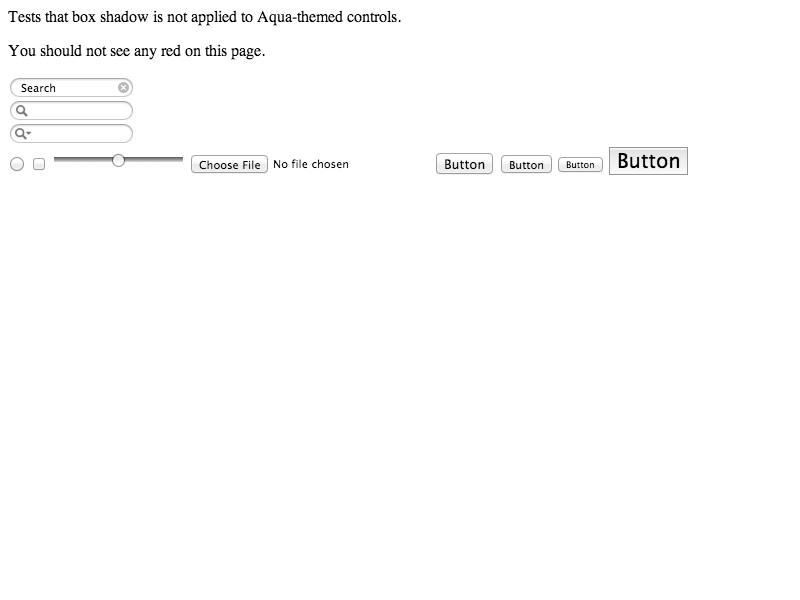 Tests that box shadow is not applied to Aqua-themed controls.
You should not see any red on this page.
Search
Choose File No file chosen Button Button Button Button